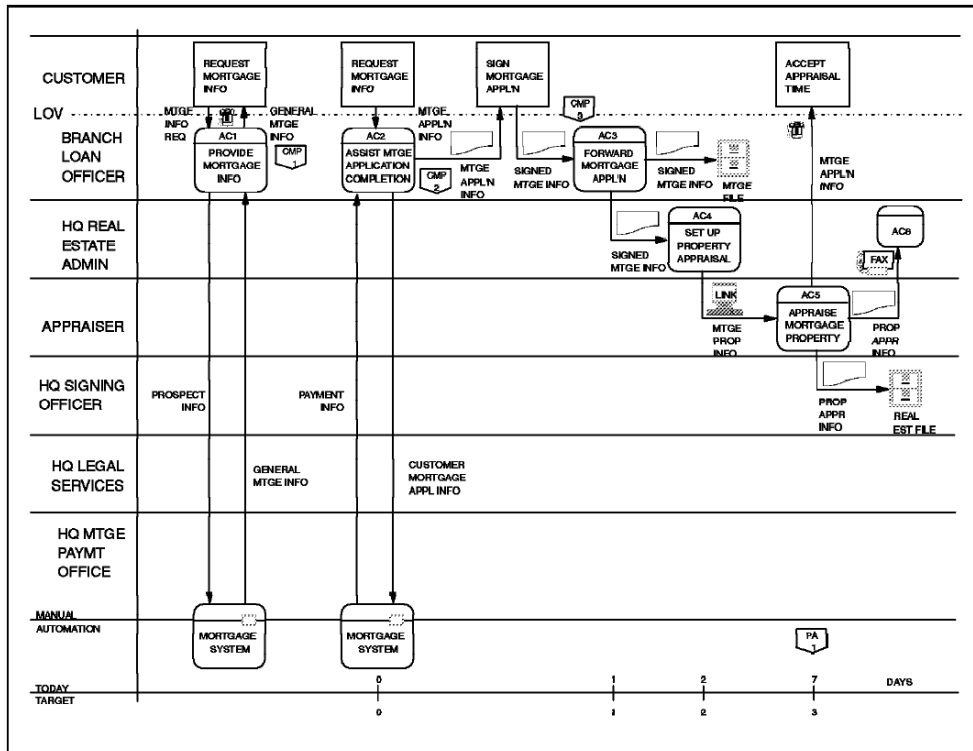 REQUEST
MORTGAGE
INFO
REQUEST
MORTGAGE
INFO
SIGN
MORTGAGE
APPL'N
ACCEPT
APPRAISAL
TIME
CUSTOMER
LOV
MTGE
INFO
REQ
GENERAL
MTGE
INFO
MTGE
APPL'N
INFO
CMP
3
BRANCH
LOAN
OFFICER
AC1
PROVIDE
MORTGAGE
INFO
CMP
1
AC2
ASSIST MTGE
APPLICATION
COMPLETION
CMP
2
MTGE
APPL'N
INFO
SIGNED
MTGE INFO
AC3
FORWARD
MORTGAGE
APPL'N
SIGNED
MTGE INFO
MTGE
FILE
MTGE
APPL'N
INFO
HQ REAL
ESTATE
ADMIN
SIGNED
MTGE INFO
AC4
SET UP
PROPERTY
APPRAISAL
AC6
FAX
APPRAISER
LINK
MTGE
PROP
INFO
AC5
APPRAISE
MORTGAGE
PROPERTY
PROP
APPR
INFO
HQ SIGNING
OFFICER
PROSPECT
INFO
PAYMENT
INFO
PROP
APPR
INFO
REAL
EST FILE
HQ LEGAL
SERVICES
GENERAL
MTGE INFO
CUSTOMER
MORTGAGE
APPL INFO
HQ MTGE
PAYMT
OFFICE
MANUAL
AUTOMATION
MORTGAGE
SYSTEM
MORTGAGE
SYSTEM
PA
1
TODAY
0
1
2
7
DAYS
TARGET
0
1
2
3